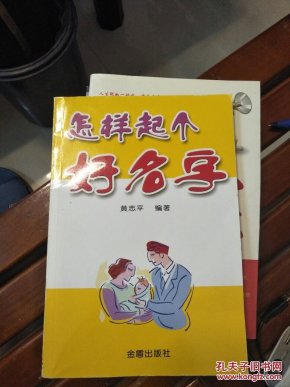 怎样起个
好名字
黄志平 编著
金盾出版社
孔夫子旧书网